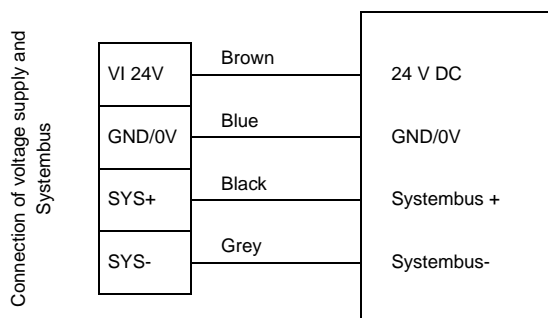 Connection of voltage supply and
Systembus
VI 24V
Brown
24 V DC
GND/0V
Blue
GND/0V
SYS+
Black
Systembus +
SYS-
Grey
Systembus-